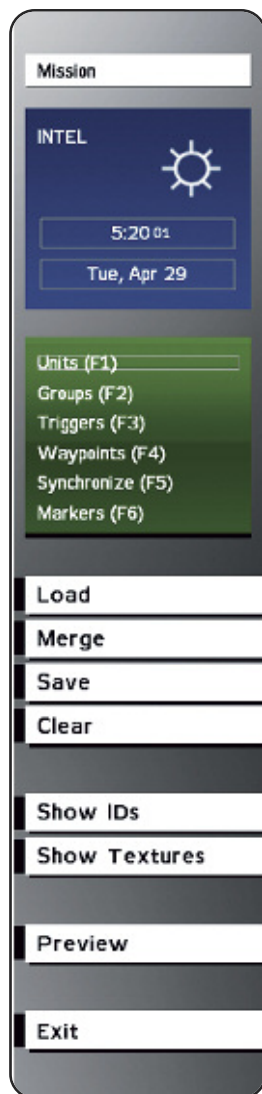 Mission
INTEL
5:20 01
Tue, Apr 29
Units (F1)
Groups (F2)
Triggers (F3)
Waypoints (F4)
Synchronize (F5)
Markers (F6)
Load
Merge
Save
Clear
Show IDs
Show Textures
Preview
Exit